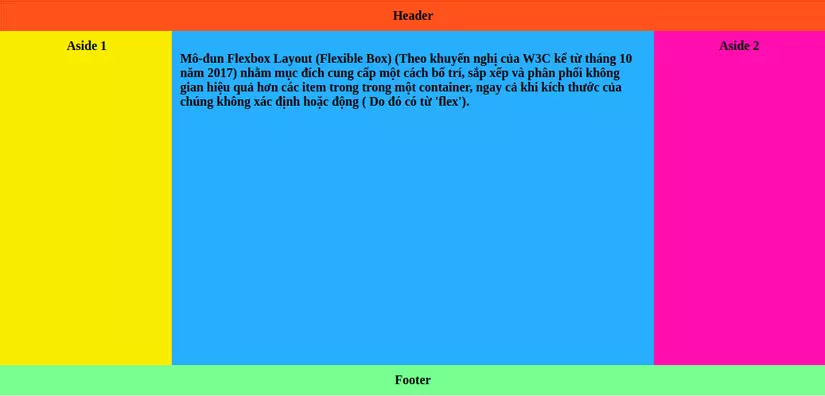 Header
Aside 1
Mô-đun Flexbox Layout (Flexible Box) (Theo khuyến nghị của W3C kể từ tháng 10
năm 2017) nhằm mục đích cung cấp một cách bố trí, sắp xếp và phân phối không
gian hiệu quả hơn các item trong trong một container, ngay cả khi kích thước của
chúng không xác định hoặc động ( Do đó có từ 'flex').
Aside 2
Footer